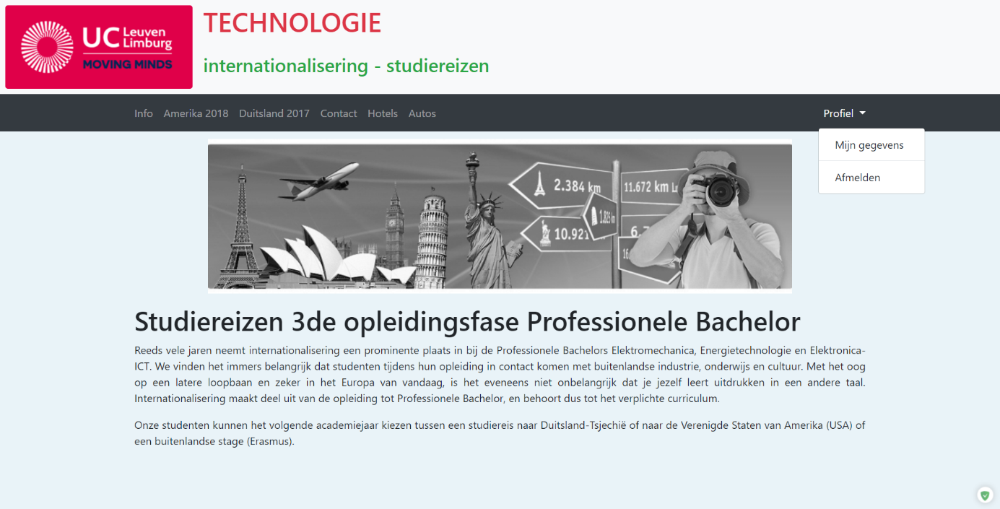 UC Leuven
Limburg
MOVING MINDS
TECHNOLOGIE
internationalisering - studiereizen
Info Amerika 2018 Duitsland 2017 Contact Hotels Autos Profiel
Mijn gegevens
Afmelden
2.384 km
11.672 km
1.825 km
10.921
6.
16
Studiereizen 3de opleidingsfase Professionele Bachelor
Reeds vele jaren neemt internationalisering een prominente plaats in bij de Professionele Bachelors Elektromechanica, Energietechnologie en Elektronica-
ICT. We vinden het immers belangrijk dat studenten tijdens hun opleiding in contact komen met buitenlandse industrie, onderwijs en cultuur. Met het oog
op een latere loopbaan en zeker in het Europa van vandaag, is het eveneens niet onbelangrijk dat je jezelf leert uitdrukken in een andere taal.
Internationalisering maakt deel uit van de opleiding tot Professionele Bachelor, en behoort dus tot het verplichte curriculum.
Onze studenten kunnen het volgende academiejaar kiezen tussen een studiereis naar Duitsland-Tsjechië of naar de Verenigde Staten van Amerika (USA) of
een buitenlandse stage (Erasmus).